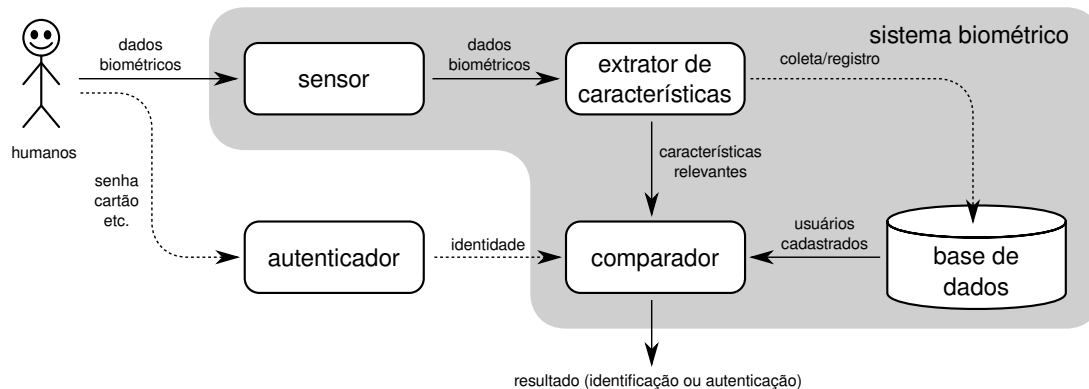 sistema biométrico
dados
biométricos
sensor
dados
biométricos
extrator de
características
coleta/registro
humanos
características
relevantes
senha
cartão
etc.
autenticador
identidade
comparador
usuários
cadastrados
base de
dados
resultado (identificação ou autenticação)